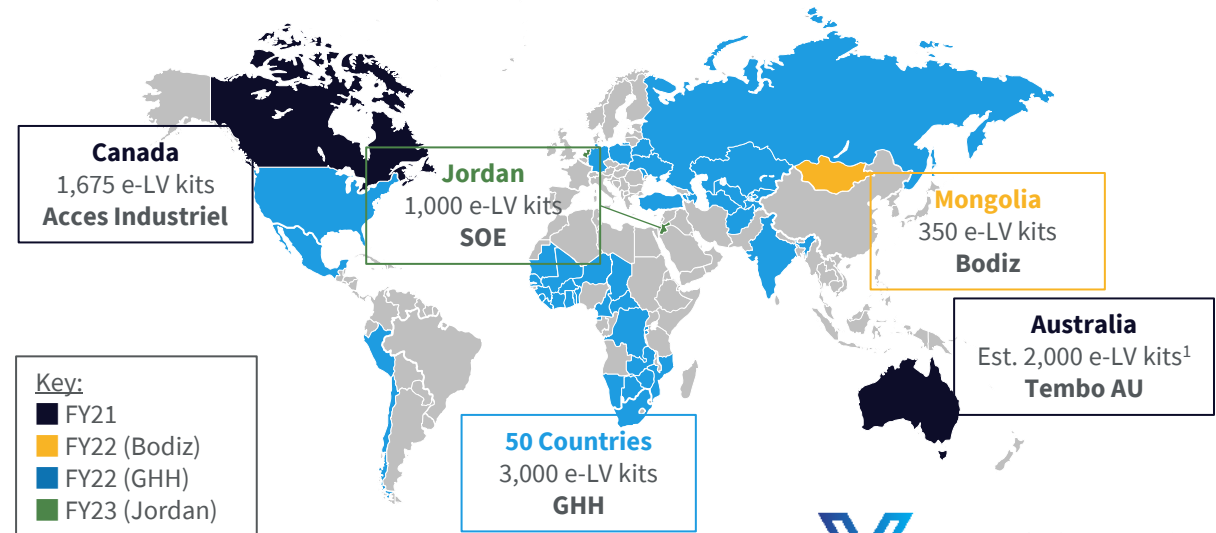 Canada
1,675 e-LV kits
Acces Industriel
Jordan
1,000 e-LV kits
SOE
Mongolia
350 e-LV kits
Bodiz
Australia
Est. 2,000 e-LV kits¹
Tembo AU
50 Countries
3,000 e-LV kits
GHH
Key:
FY21
FY22 (Bodiz)
FY22 (GHH)
FY23 (Jordan)